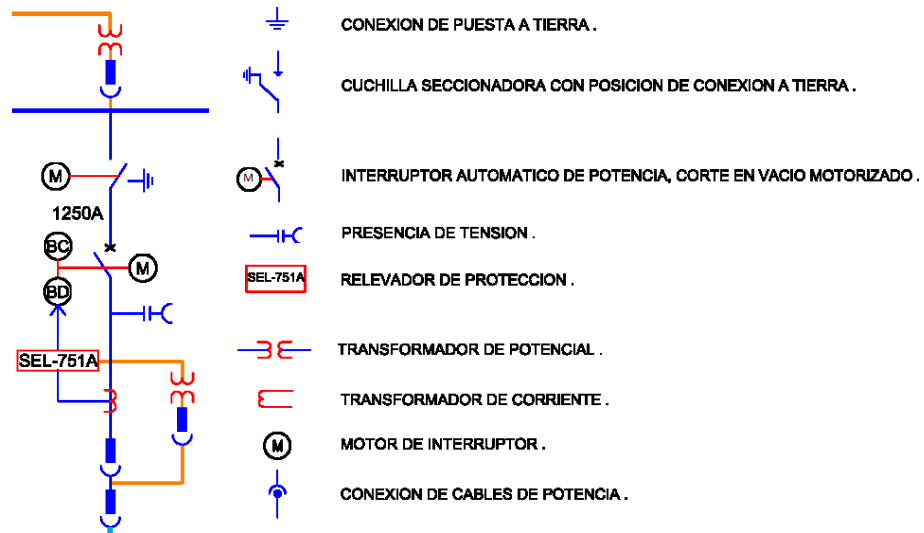 CONEXION DE PUESTA A TIERRA .
CUCHILLA SECCIONADORA CON POSICION DE CONEXION A TIERRA .
M
M
INTERRUPTOR AUTOMATICO DE POTENCIA, CORTE EN VACIO MOTORIZADO .
1250A
PRESENCIA DE TENSION .
BC
M
SEL-751A
RELEVADOR DE PROTECCION .
BD
TRANSFORMADOR DE POTENCIAL .
SEL-751A
TRANSFORMADOR DE CORRIENTE .
M
MOTOR DE INTERRUPTOR .
CONEXION DE CABLES DE POTENCIA .